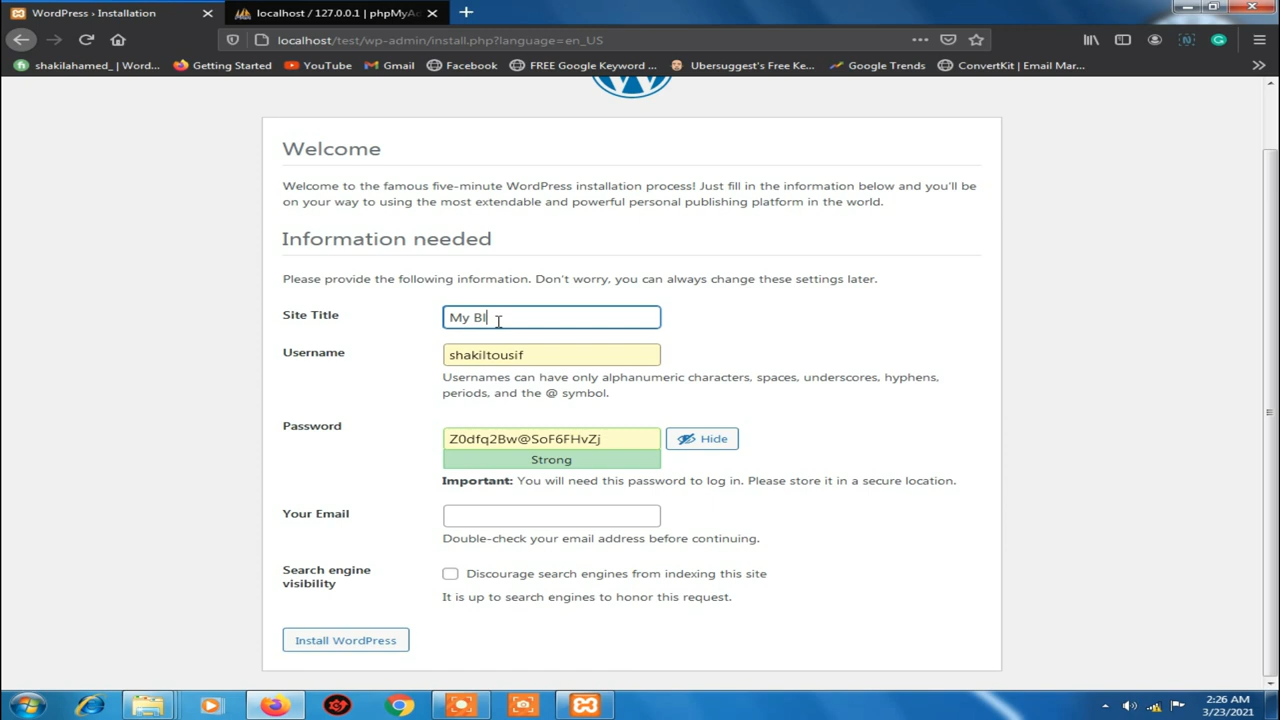 WordPress › Installation
localhost / 127.0.0.1 | phpMyAd
localhost/test/wp-admin/install.php?language=en_US
shakilahamed_ | Word...
Getting Started
YouTube
Gmail
Facebook
FREE Google Keyword ...
Ubersuggest's Free Ke...
Google Trends
ConvertKit | Email Mar...
Welcome
Welcome to the famous five-minute WordPress installation process! Just fill in the information below and you'll be
on your way to using the most extendable and powerful personal publishing platform in the world.
Information needed
Please provide the following information. Don't worry, you can always change these settings later.
Site Title
My Bl
Username
shakiltousif
Usernames can have only alphanumeric characters, spaces, underscores, hyphens,
periods, and the @ symbol.
Password
Z0dfq2Bw@SoF6FHvZj
Hide
Strong
Important: You will need this password to log in. Please store it in a secure location.
Your Email
Double-check your email address before continuing.
Search engine
visibility
Discourage search engines from indexing this site
It is up to search engines to honor this request.
Install WordPress
2:26 AM
3/23/2021